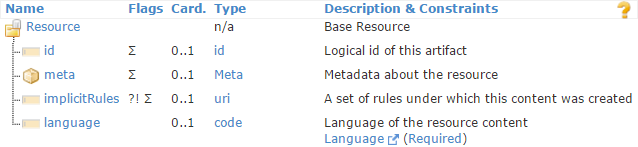 Name Flags Card. Type Description & Constraints ?
Resource n/a Base Resource
id Σ 0..1 id Logical id of this artifact
meta Σ 0..1 Meta Metadata about the resource
implicitRules ?! Σ 0..1 uri A set of rules under which this content was created
language 0..1 code Language of the resource content
Language (Required)